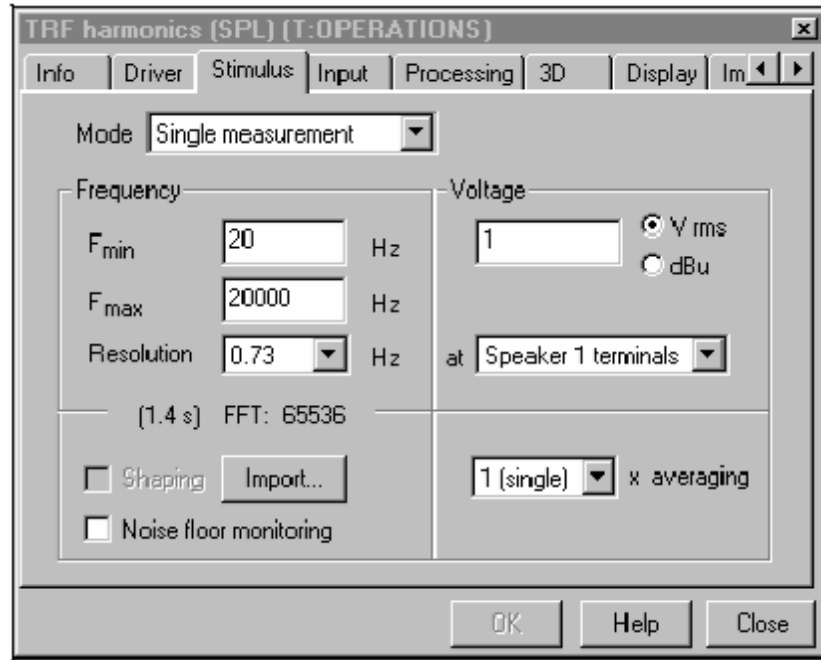 TRF harmonics (SPL) (T:OPERATIONS)
Info Driver Stimulus Input Processing 3D Display Im
Mode Single measurement
Frequency Voltage
Fmin 20 Hz 1 V rms
dBu
Fmax 20000 Hz
Resolution 0.73 Hz at Speaker 1 terminals
(1.4 s) FFT: 65536
Shaping Import... 1 (single) x averaging
Noise floor monitoring
OK Help Close